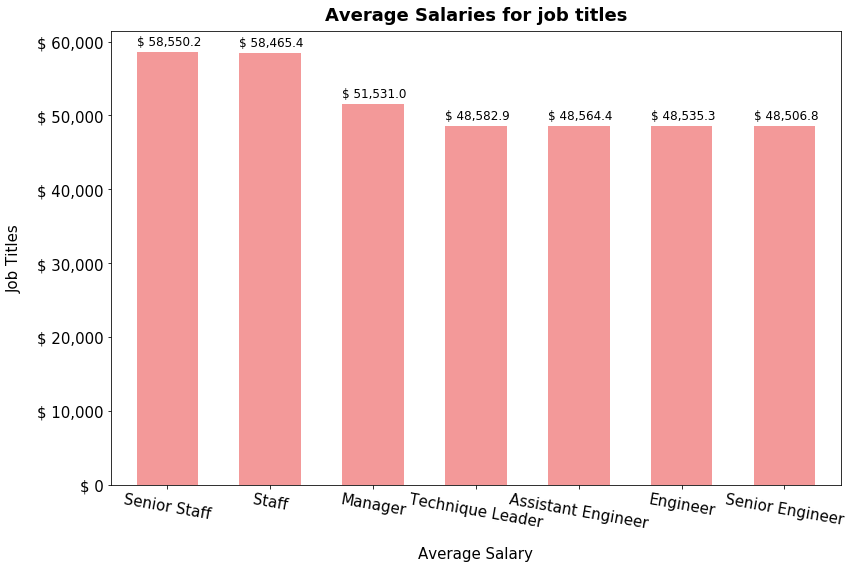 Average Salaries for job titles
$ 60,000
$ 50,000
$ 40,000
$ 30,000
$ 20,000
$ 10,000
$ 0
Job Titles
$ 58,550.2
$ 58,465.4
$ 51,531.0
$ 48,582.9
$ 48,564.4
$ 48,535.3
$ 48,506.8
Senior Staff
Staff
Manager
Technique Leader
Assistant Engineer
Engineer
Senior Engineer
Average Salary